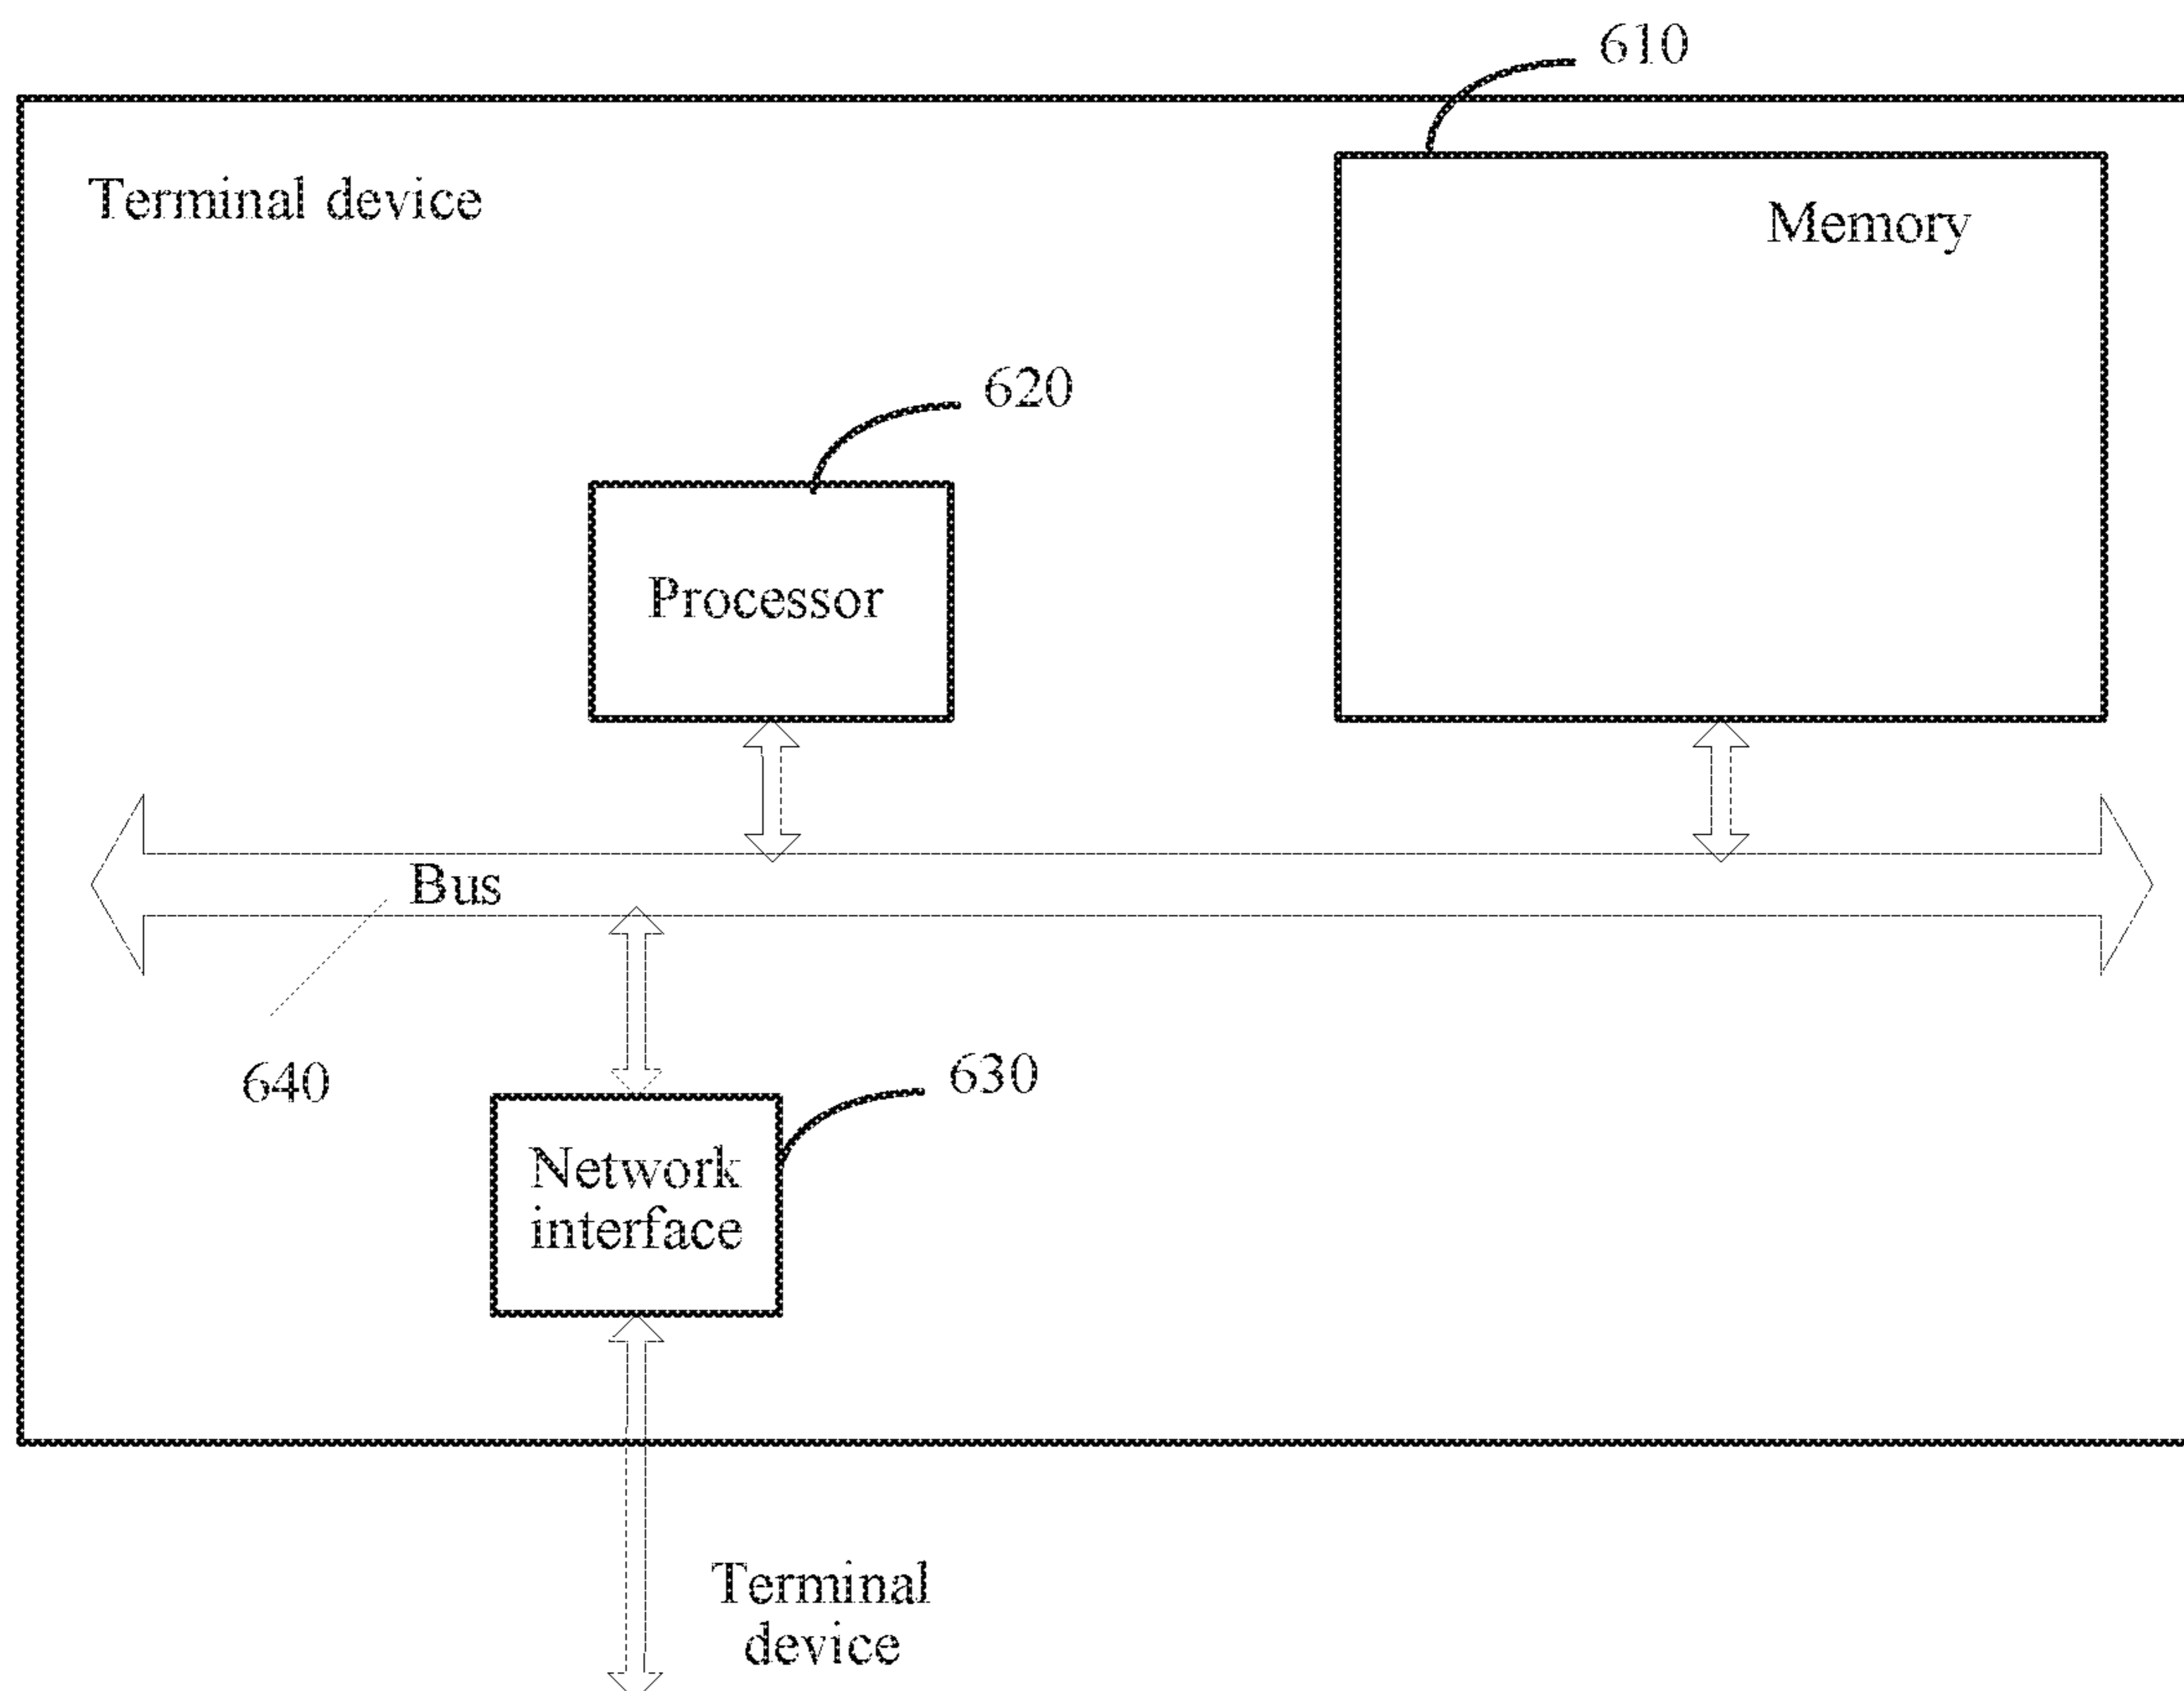 610
Terminal device
Memory
620
Processor
Bus
640
630
Network
interface
Terminal
device